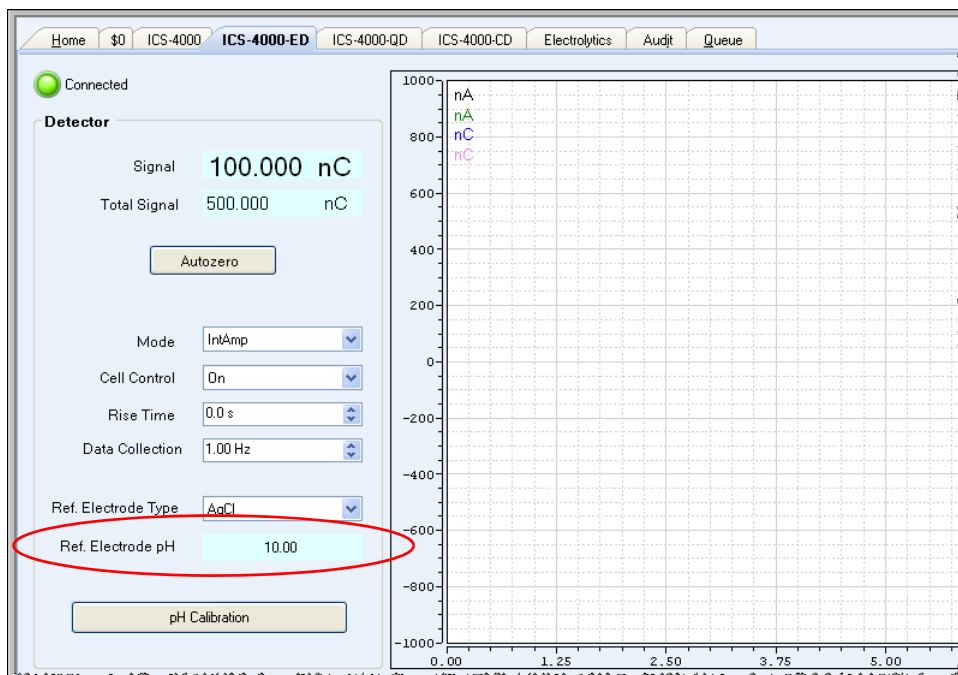 Home $0 ICS-4000 ICS-4000-ED ICS-4000-QD ICS-4000-CD Electrolytics Audit Queue
Connected
Detector
Signal 100.000 nC
Total Signal 500.000 nC
Autozero
Mode IntAmp
Cell Control On
Rise Time 0.0 s
Data Collection 1.00 Hz
Ref. Electrode Type AgCl
Ref. Electrode pH 10.00
pH Calibration
1000
800
600
400
200
0
-200
-400
-600
-800
-1000
nA
nA
nC
nC
0.00 1.25 2.50 3.75 5.00